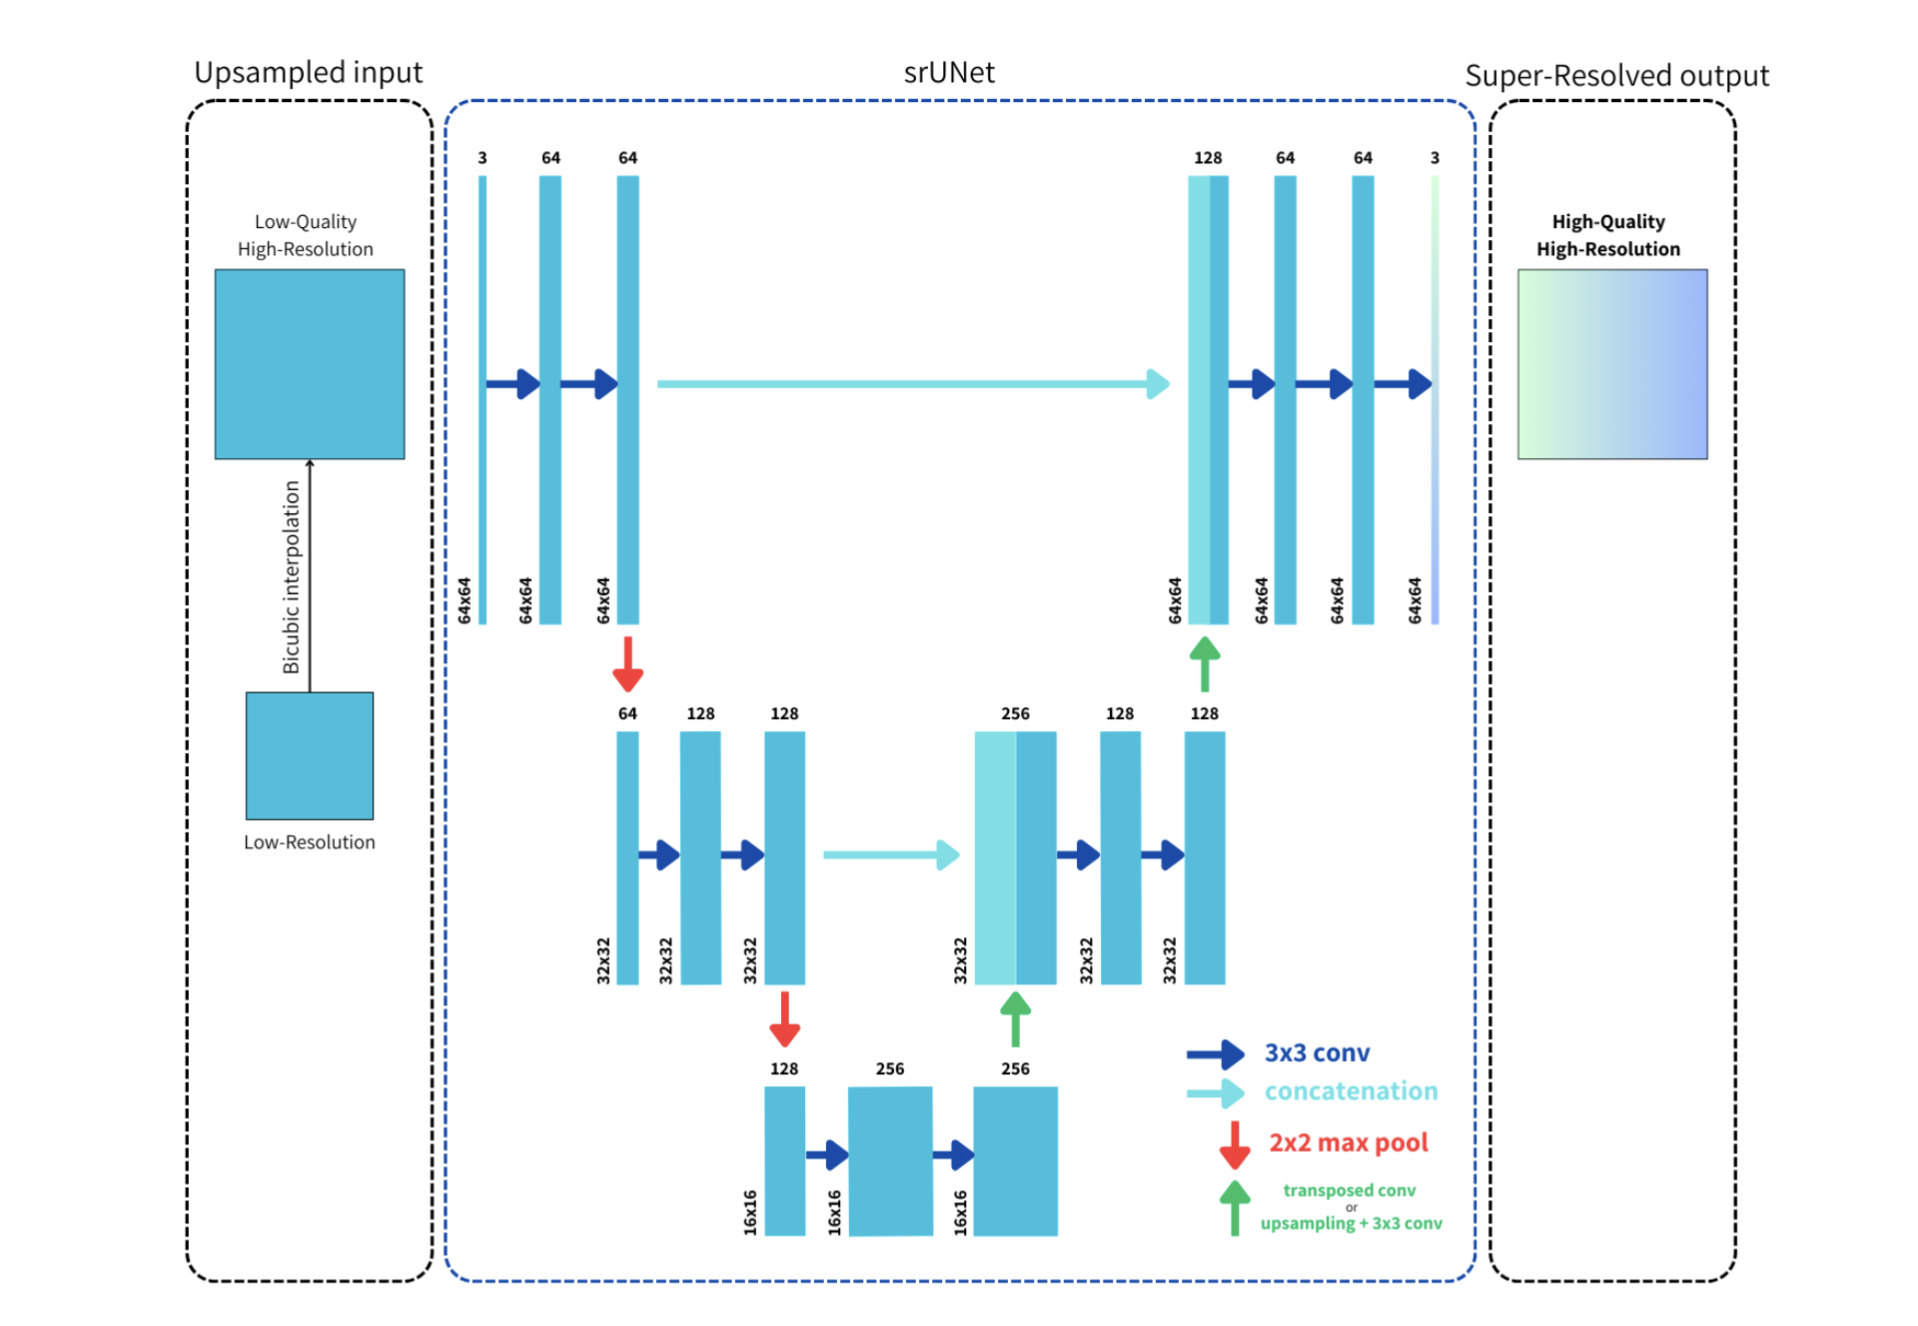 Upsampled input
srUNet
Super-Resolved output
Low-Quality
High-Resolution
Bicubic interpolation
Low-Resolution
3
64
64
64x64
64x64
64x64
128
64
64
3
64x64
64x64
64x64
64x64
64
128
128
32x32
32x32
32x32
256
128
128
32x32
32x32
32x32
128
256
256
16x16
16x16
16x16
3x3 conv
concatenation
2x2 max pool
transposed conv
or
upsampling + 3x3 conv
High-Quality
High-Resolution